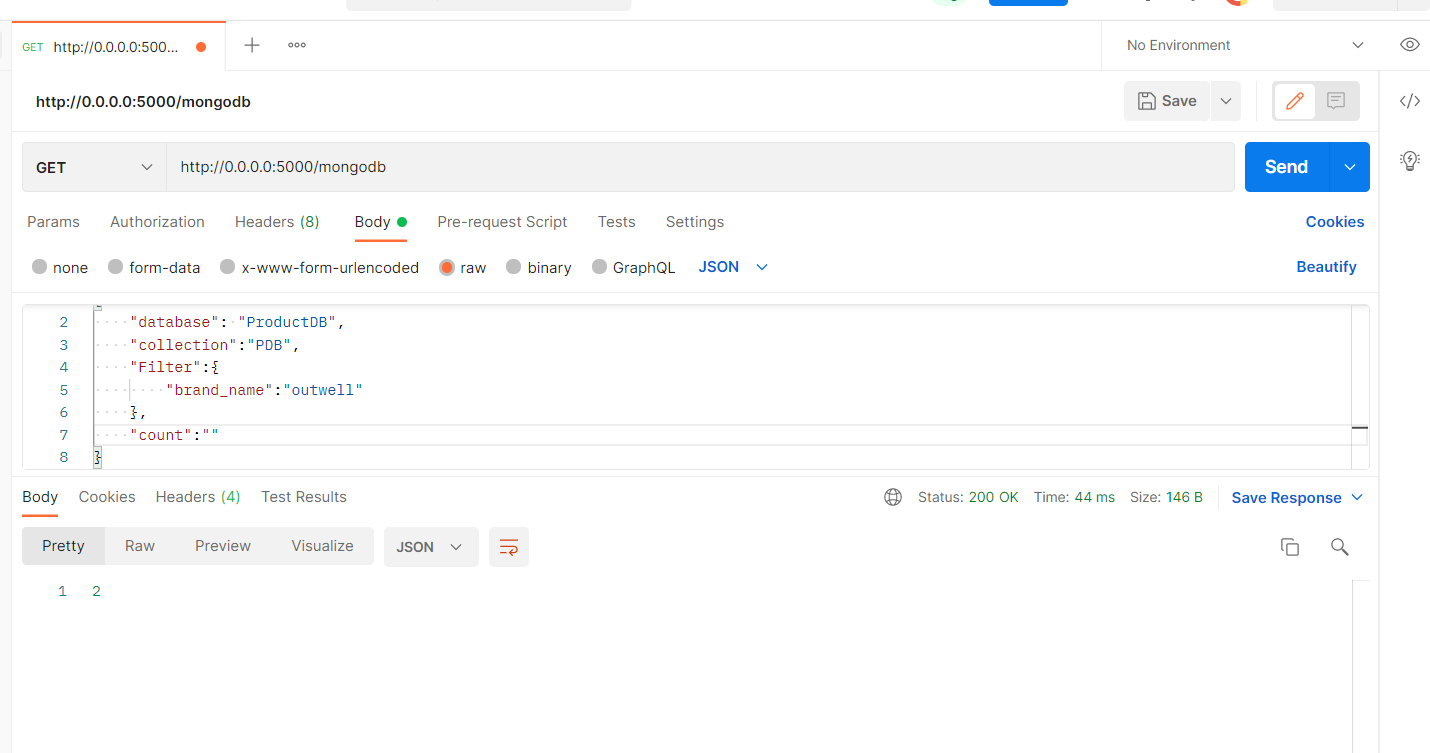 GET http://0.0.0.0:500...
No Environment
http://0.0.0.0:5000/mongodb
Save
GET http://0.0.0.0:5000/mongodb Send
Params Authorization Headers (8) Body Pre-request Script Tests Settings Cookies
none form-data x-www-form-urlencoded raw binary GraphQL JSON Beautify
2 "database": "ProductDB",
3 "collection":"PDB",
4 "Filter":{
5 "brand_name":"outwell"
6 },
7 "count":""
8 }
Body Cookies Headers (4) Test Results Status: 200 OK Time: 44 ms Size: 146 B Save Response
Pretty Raw Preview Visualize JSON
1 2